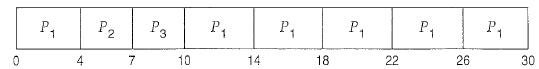 P₁ P₂ P₃ P₁ P₁ P₁ P₁ P₁
0 4 7 10 14 18 22 26 30